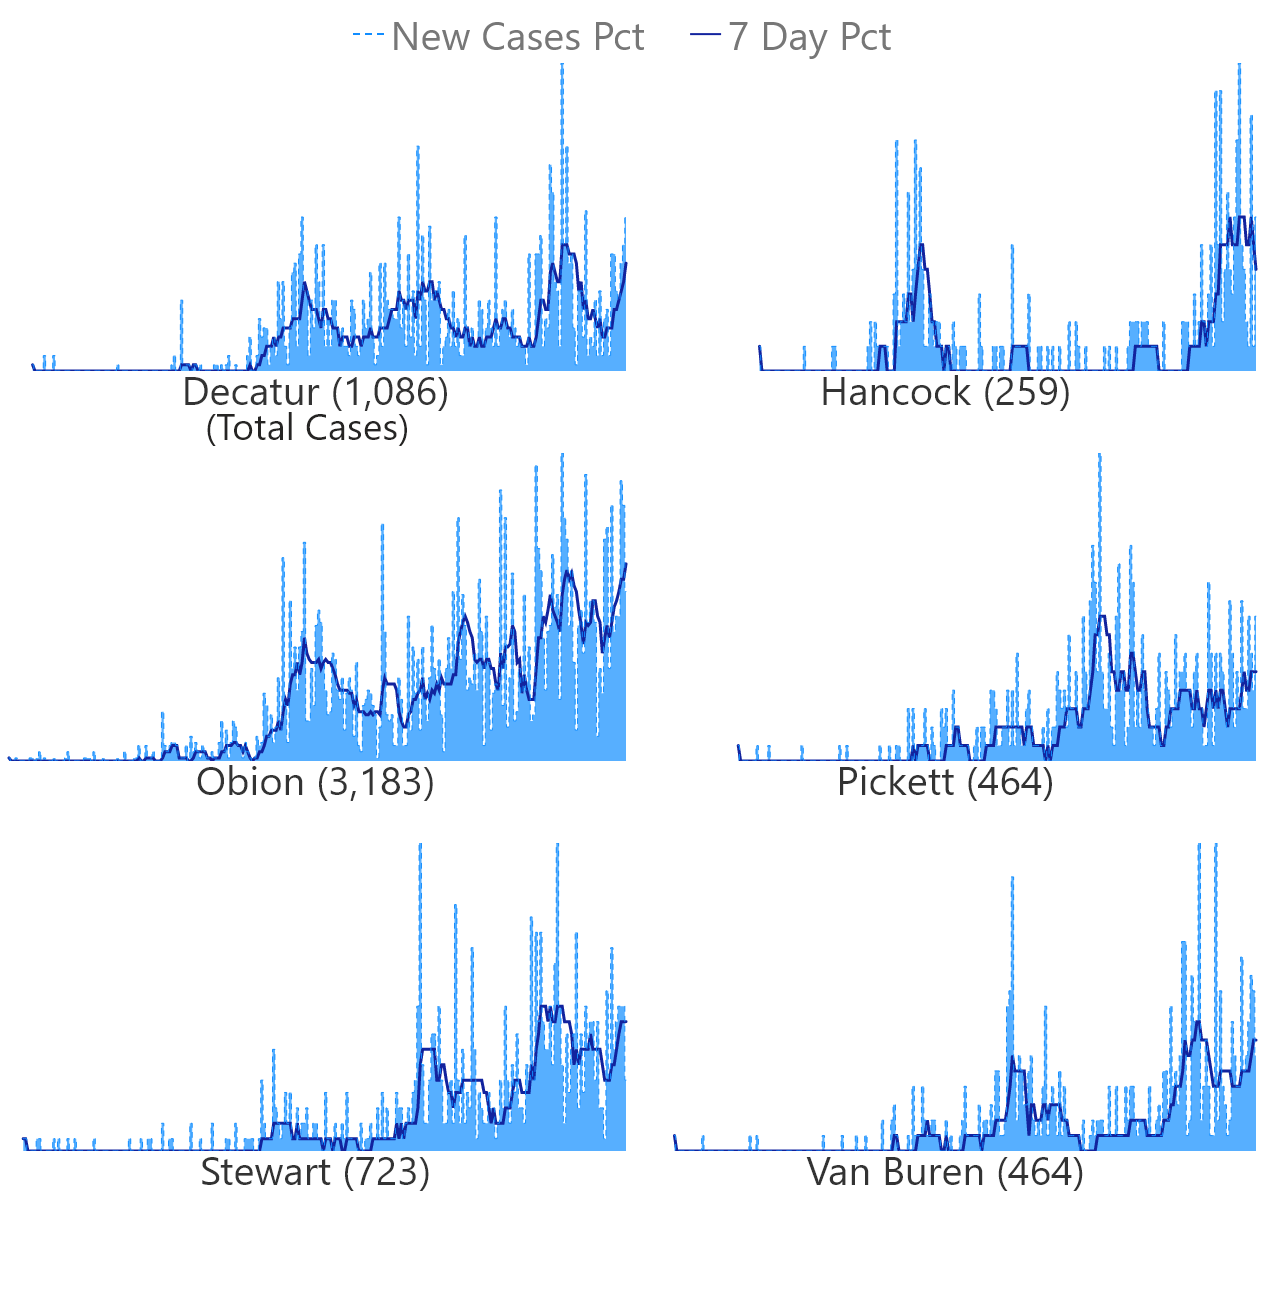 New Cases Pct 7 Day Pct
Decatur (1,086) Hancock (259)
(Total Cases)
Obion (3,183) Pickett (464)
Stewart (723) Van Buren (464)